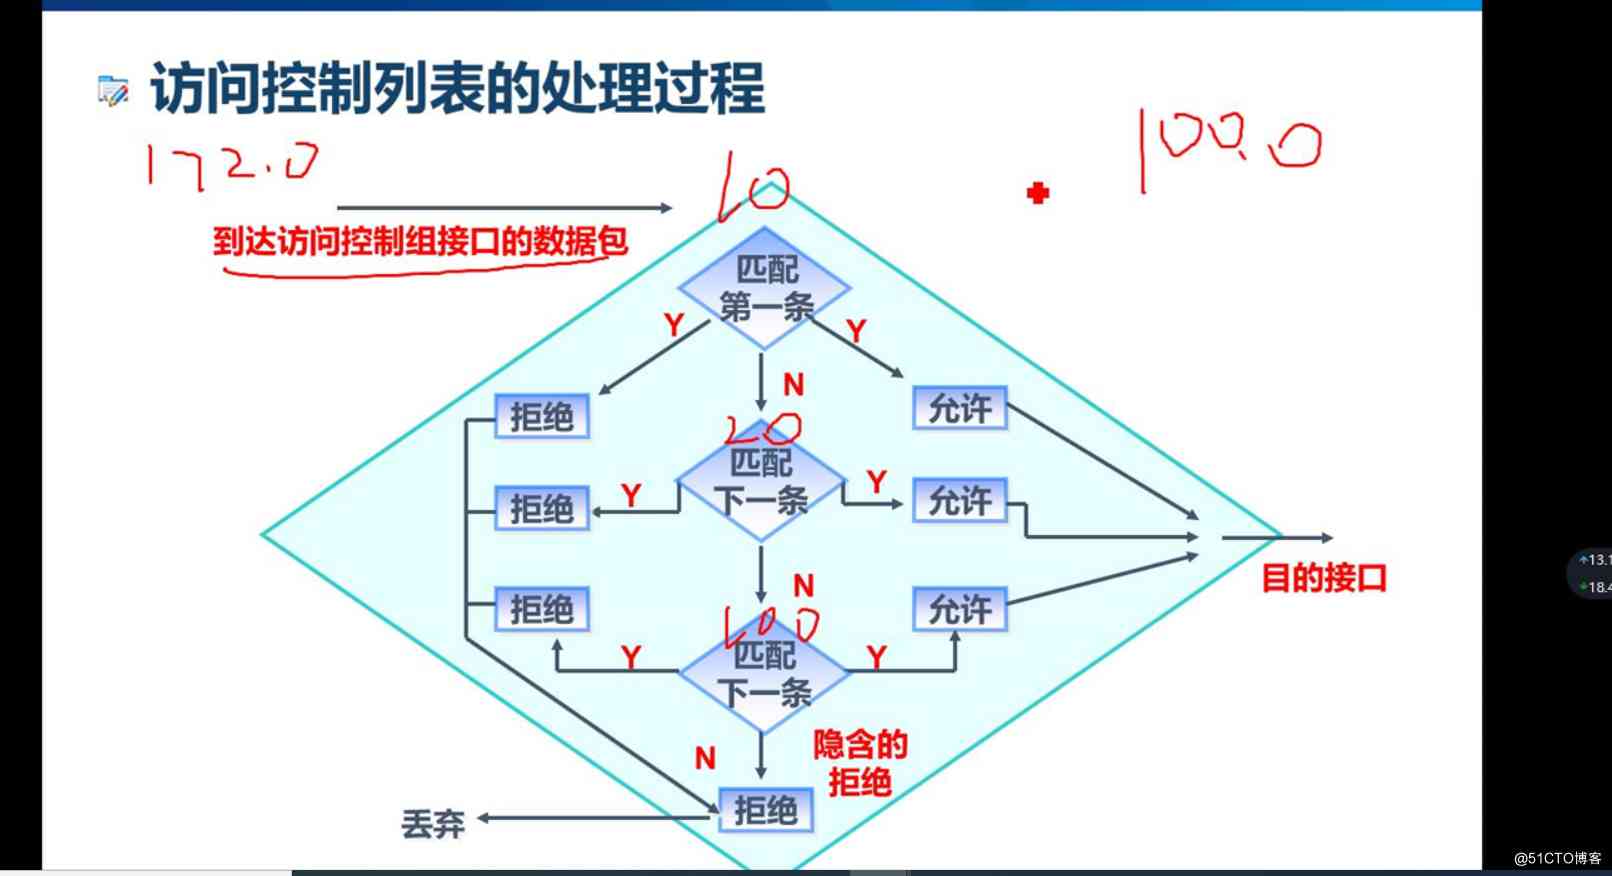 访问控制列表的处理过程
172.0
10
100.0
到达访问控制组接口的数据包
匹配
第一条
Y
Y
N
拒绝
允许
20
匹配
下一条
Y
Y
拒绝
允许
N
目的接口
拒绝
允许
100
匹配
下一条
Y
Y
N
隐含的
拒绝
拒绝
丢弃
13.1
18.4
@51CTO博客